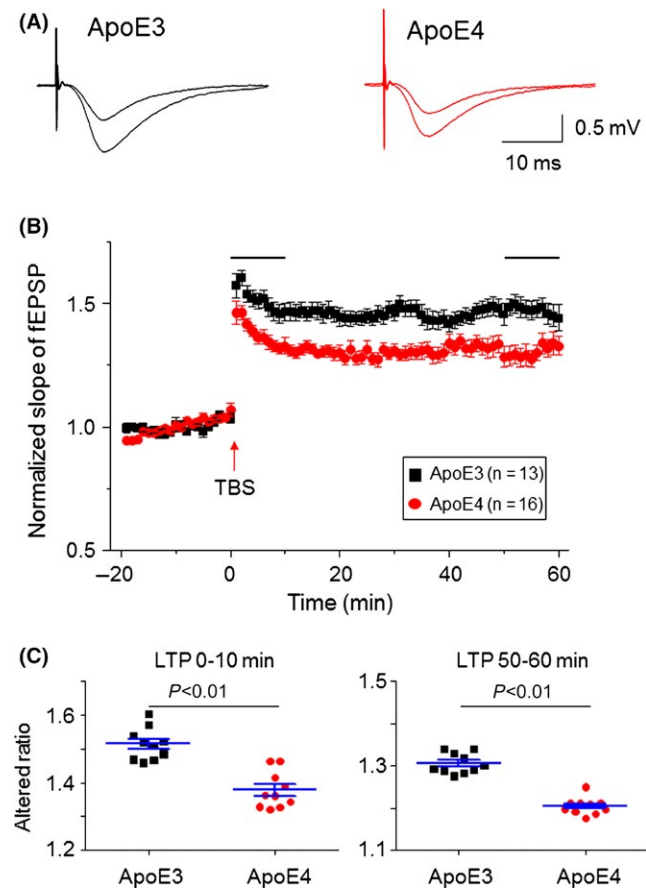 (A)
ApoE3
ApoE4
0.5 mV
10 ms
(B)
Normalized slope of fEPSP
1.5
1.0
0.5
TBS
ApoE3 (n = 13)
ApoE4 (n = 16)
−20
0
20
40
60
Time (min)
(C)
LTP 0-10 min
LTP 50-60 min
Altered ratio
P<0.01
1.6
1.4
1.2
ApoE3
ApoE4
P<0.01
1.5
1.3
1.1
ApoE3
ApoE4